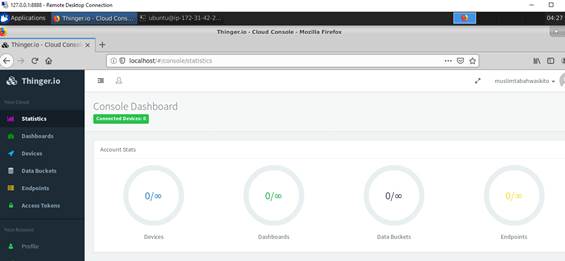 127.0.0.1:8888 - Remote Desktop Connection
Applications
Thinger.io - Cloud Cons...
ubuntu@ip-172-31-42-2...
04:27
Thinger.io - Cloud Console - Mozilla Firefox
Thinger.io - Cloud Consol
localhost/#/console/statistics
Thinger.io
muslimtabahwaskito
Your Cloud
Statistics
Dashboards
Devices
Data Buckets
Endpoints
Access Tokens
Your Account
Profile
Console Dashboard
Connected Devices: 0
Account Stats
0/∞ 0/∞ 0/∞ 0/∞
Devices Dashboards Data Buckets Endpoints